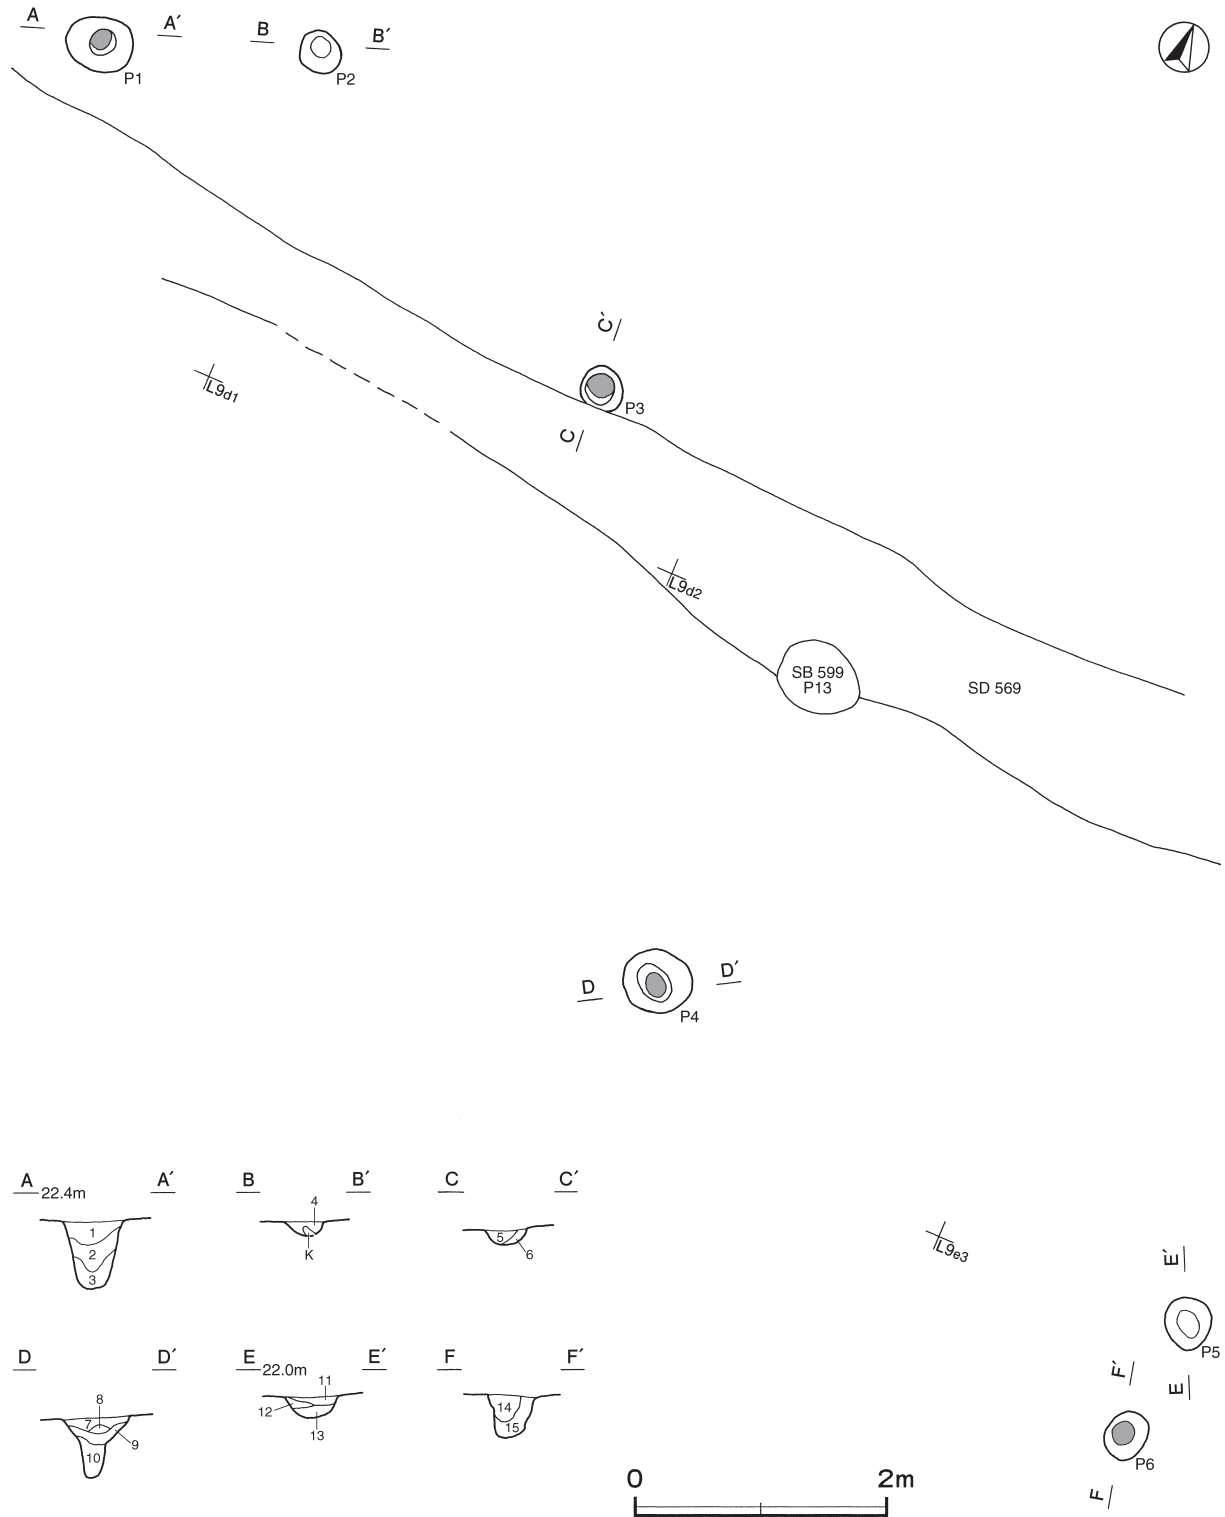 A A′ B B′
P1 P2
C′
L9d1
P3
C
L9d2
SB 599
P13
SD 569
D D′
P4
A 22.4m A′ B B′ C C′
1
2
3
4
K
5
6
L9e3
E′
P5
D D′ E 22.0m E′ F F′
F′
E
8
7
9
10
11
12
13
14
15
P6
F
0 2m